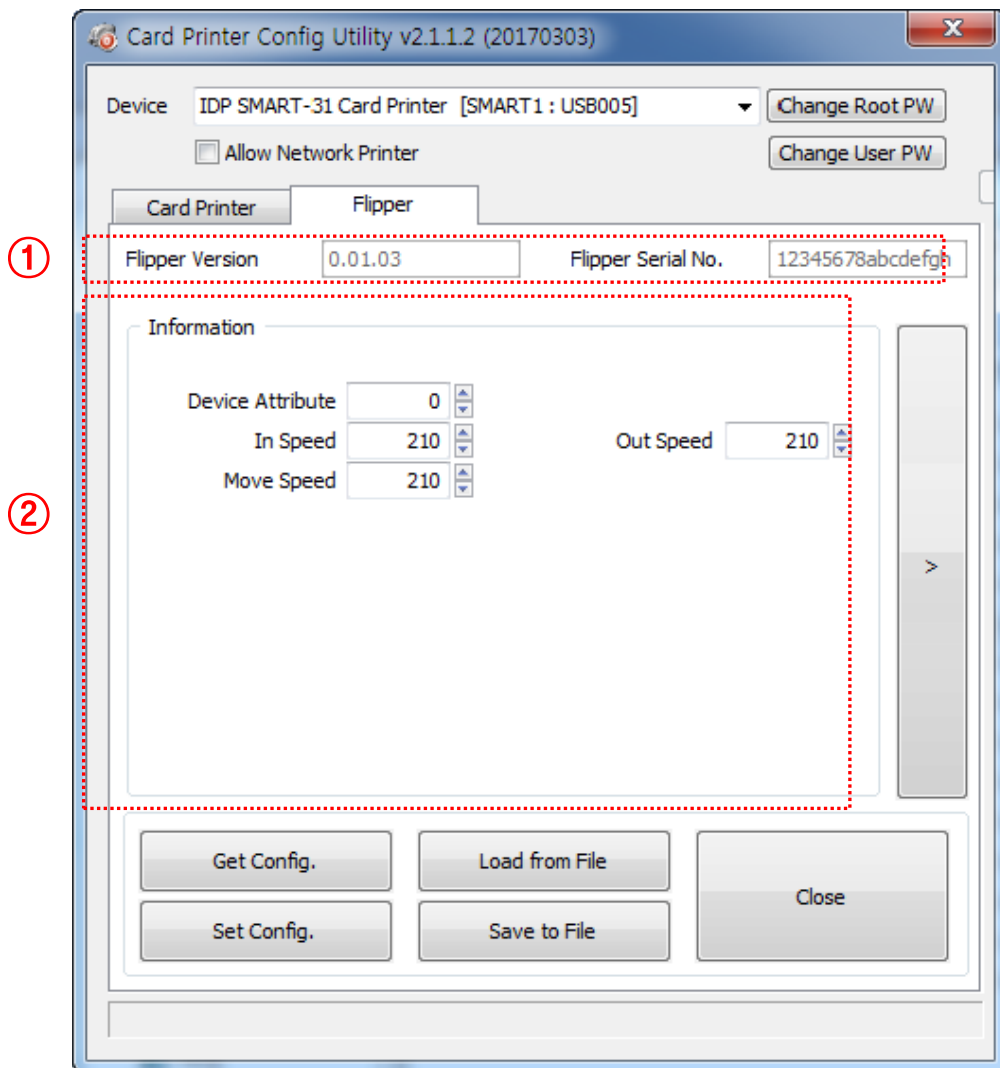 Card Printer Config Utility v2.1.1.2 (20170303)
x
Device IDP SMART-31 Card Printer [SMART1 : USB005] Change Root PW
Allow Network Printer Change User PW
Card Printer Flipper
① Flipper Version 0.01.03 Flipper Serial No. 12345678abcdefgh
Information
Device Attribute 0
In Speed 210 Out Speed 210
Move Speed 210
②
>
Get Config. Load from File
Close
Set Config. Save to File